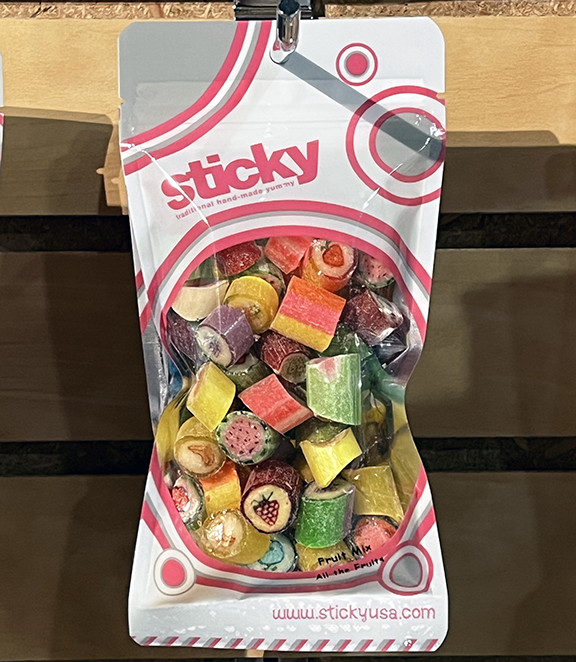 sticky
traditional hand-made yummy
Fruit Mix
All the Fruits
www.stickyusa.com